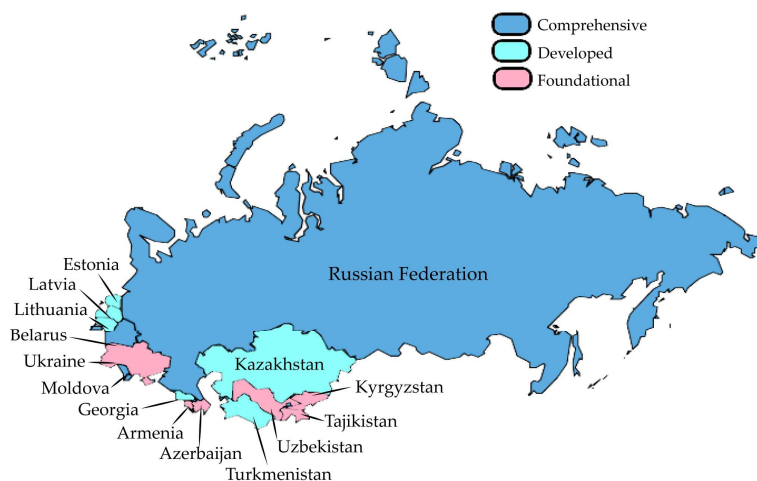 Comprehensive
Developed
Foundational
Russian Federation
Estonia
Latvia
Lithuania
Belarus
Ukraine
Moldova
Georgia
Armenia
Azerbaijan
Kazakhstan
Kyrgyzstan
Tajikistan
Uzbekistan
Turkmenistan